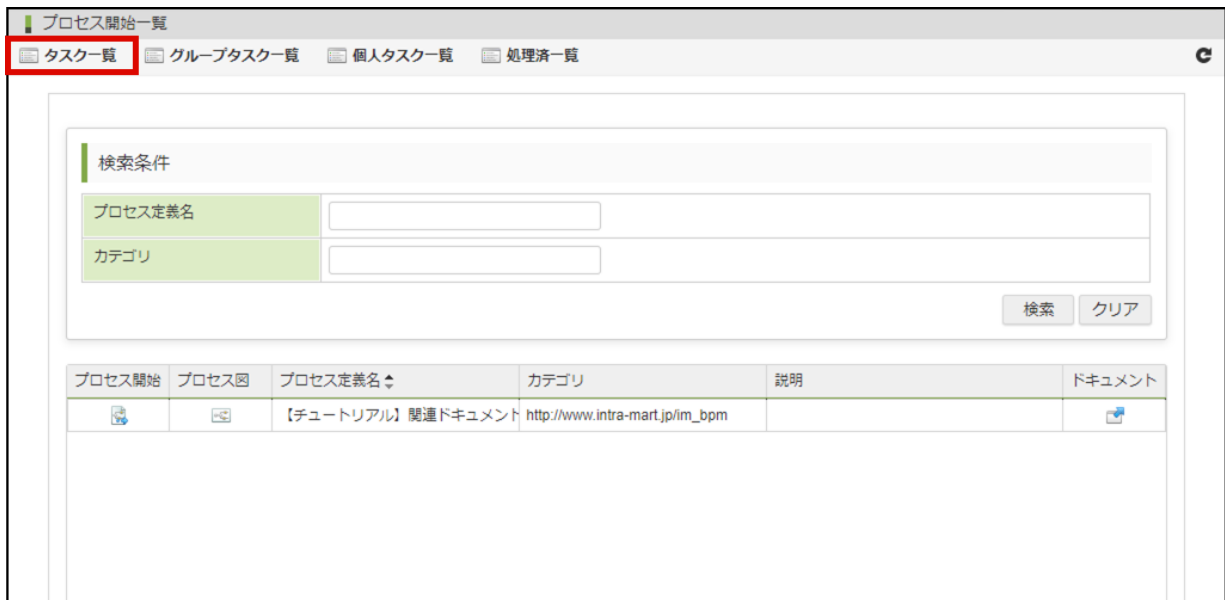 プロセス開始一覧
タスク一覧 グループタスク一覧 個人タスク一覧 処理済一覧
検索条件
プロセス定義名
カテゴリ
検索 クリア
プロセス開始 プロセス図 プロセス定義名 カテゴリ 説明 ドキュメント
【チュートリアル】関連ドキュメント http://www.intra-mart.jp/im_bpm